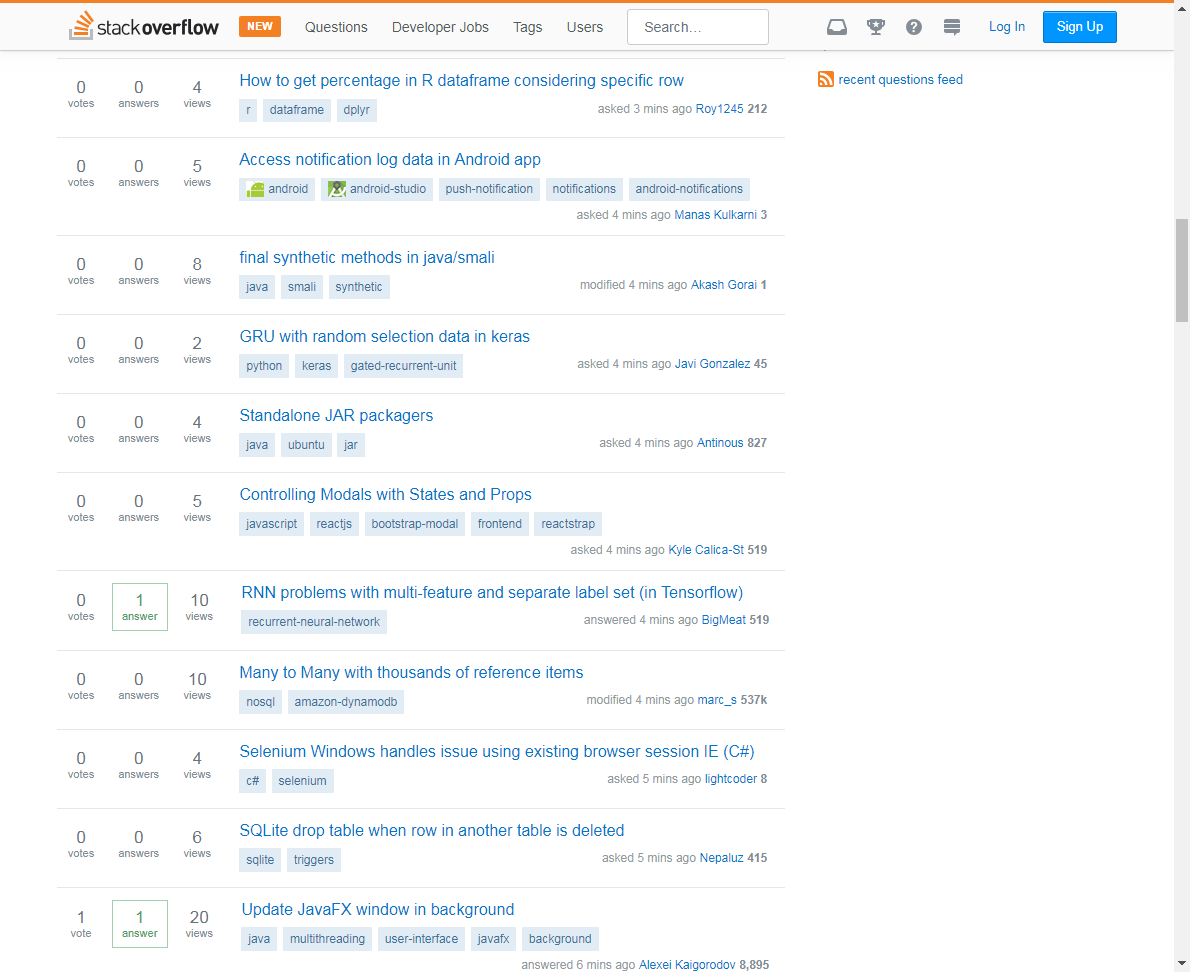 stackoverflow NEW Questions Developer Jobs Tags Users Search... Log In Sign Up
recent questions feed
0 votes 0 answers 4 views How to get percentage in R dataframe considering specific row
r dataframe dplyr asked 3 mins ago Roy1245 212
0 votes 0 answers 5 views Access notification log data in Android app
android android-studio push-notification notifications android-notifications
asked 4 mins ago Manas Kulkarni 3
0 votes 0 answers 8 views final synthetic methods in java/smali
java smali synthetic modified 4 mins ago Akash Gorai 1
0 votes 0 answers 2 views GRU with random selection data in keras
python keras gated-recurrent-unit asked 4 mins ago Javi Gonzalez 45
0 votes 0 answers 4 views Standalone JAR packagers
java ubuntu jar asked 4 mins ago Antinous 827
0 votes 0 answers 5 views Controlling Modals with States and Props
javascript reactjs bootstrap-modal frontend reactstrap
asked 4 mins ago Kyle Calica-St 519
0 votes 1 answer 10 views RNN problems with multi-feature and separate label set (in Tensorflow)
recurrent-neural-network answered 4 mins ago BigMeat 519
0 votes 0 answers 10 views Many to Many with thousands of reference items
nosql amazon-dynamodb modified 4 mins ago marc_s 537k
0 votes 0 answers 4 views Selenium Windows handles issue using existing browser session IE (C#)
c# selenium asked 5 mins ago lightcoder 8
0 votes 0 answers 6 views SQLite drop table when row in another table is deleted
sqlite triggers asked 5 mins ago Nepaluz 415
1 vote 1 answer 20 views Update JavaFX window in background
java multithreading user-interface javafx background
answered 6 mins ago Alexei Kaigorodov 8,895